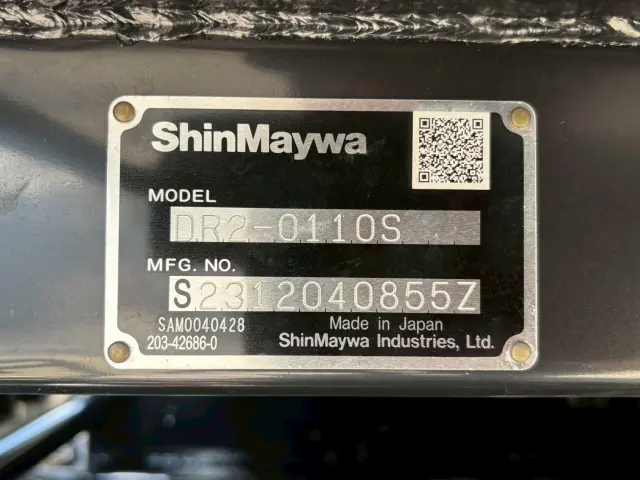 ShinMaywa
MODEL
DR2-0110S
MFG. NO.
S2312040855Z
SAM0040428
Made in Japan
203-42686-0
ShinMaywa Industries, Ltd.